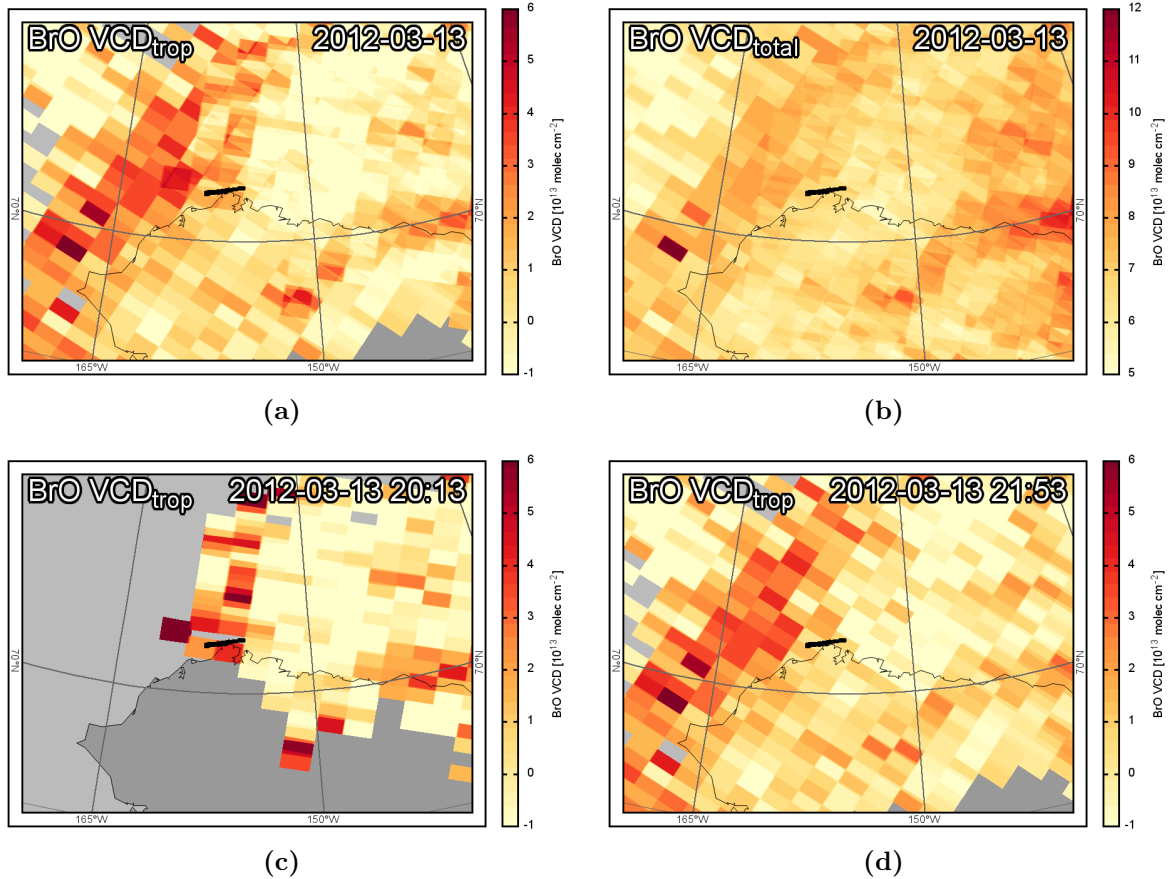 BrO VCDtrop 2012-03-13
6
5
4
3
2
1
0
-1
BrO VCD [10^13 molec cm^-2]
70°N
70°N
165°W
150°W
(a)
BrO VCDtotal 2012-03-13
12
11
10
9
8
7
6
5
BrO VCD [10^13 molec cm^-2]
70°N
70°N
165°W
150°W
(b)
BrO VCDtrop 2012-03-13 20:13
6
5
4
3
2
1
0
-1
BrO VCD [10^13 molec cm^-2]
70°N
70°N
165°W
150°W
(c)
BrO VCDtrop 2012-03-13 21:53
6
5
4
3
2
1
0
-1
BrO VCD [10^13 molec cm^-2]
70°N
70°N
165°W
150°W
(d)